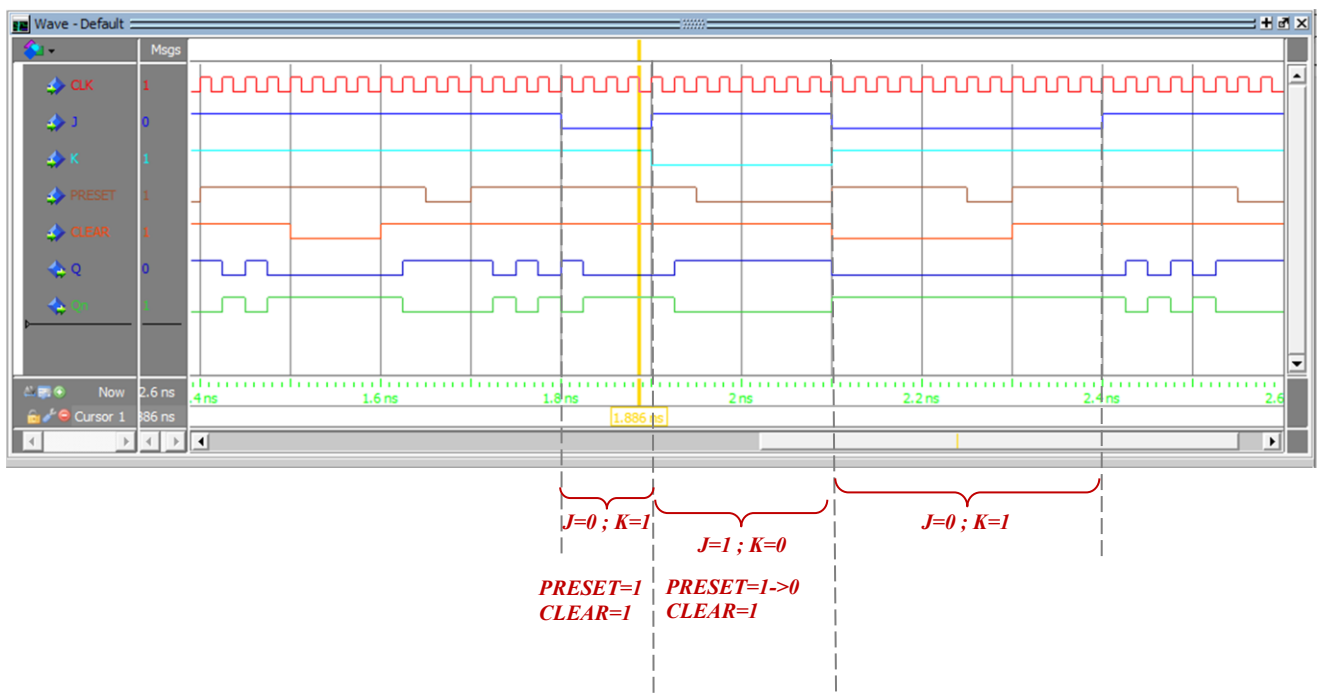 Wave - Default
Msgs
CLK 1
J 0
K 1
PRESET 1
CLEAR 1
Q 0
Qn 1
Now 2.6 ns
.4 ns 1.6 ns 1.8 ns 2 ns 2.2 ns 2.4 ns 2.6
Cursor 1 886 ns
1.886 ns
J=0 ; K=1
J=1 ; K=0
J=0 ; K=1
PRESET=1
CLEAR=1
PRESET=1->0
CLEAR=1